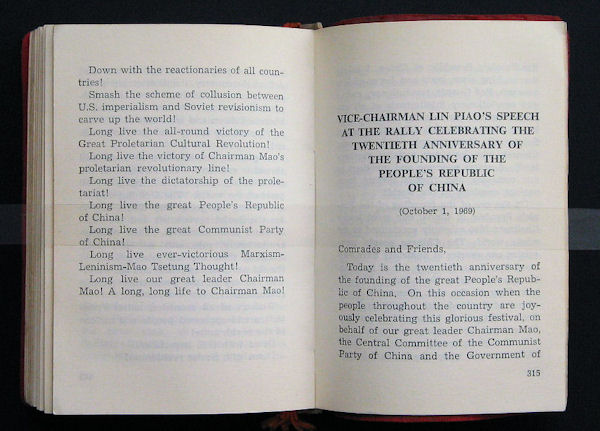 Down with the reactionaries of all coun-
tries!
Smash the scheme of collusion between
U.S. imperialism and Soviet revisionism to
carve up the world!
Long live the all-round victory of the
Great Proletarian Cultural Revolution!
Long live the victory of Chairman Mao's
proletarian revolutionary line!
Long live the dictatorship of the prole-
tariat!
Long live the great People's Republic
of China!
Long live the great Communist Party
of China!
Long live ever-victorious Marxism-
Leninism-Mao Tsetung Thought!
Long live our great leader Chairman
Mao! A long, long life to Chairman Mao!
VICE-CHAIRMAN LIN PIAO'S SPEECH
AT THE RALLY CELEBRATING THE
TWENTIETH ANNIVERSARY OF
THE FOUNDING OF THE
PEOPLE'S REPUBLIC
OF CHINA
(October 1, 1969)
Comrades and Friends,
Today is the twentieth anniversary of
the founding of the great People's Repub-
lic of China. On this occasion when the
people throughout the country are joy-
ously celebrating this glorious festival, on
behalf of our great leader Chairman Mao,
the Central Committee of the Communist
Party of China and the Government of
315